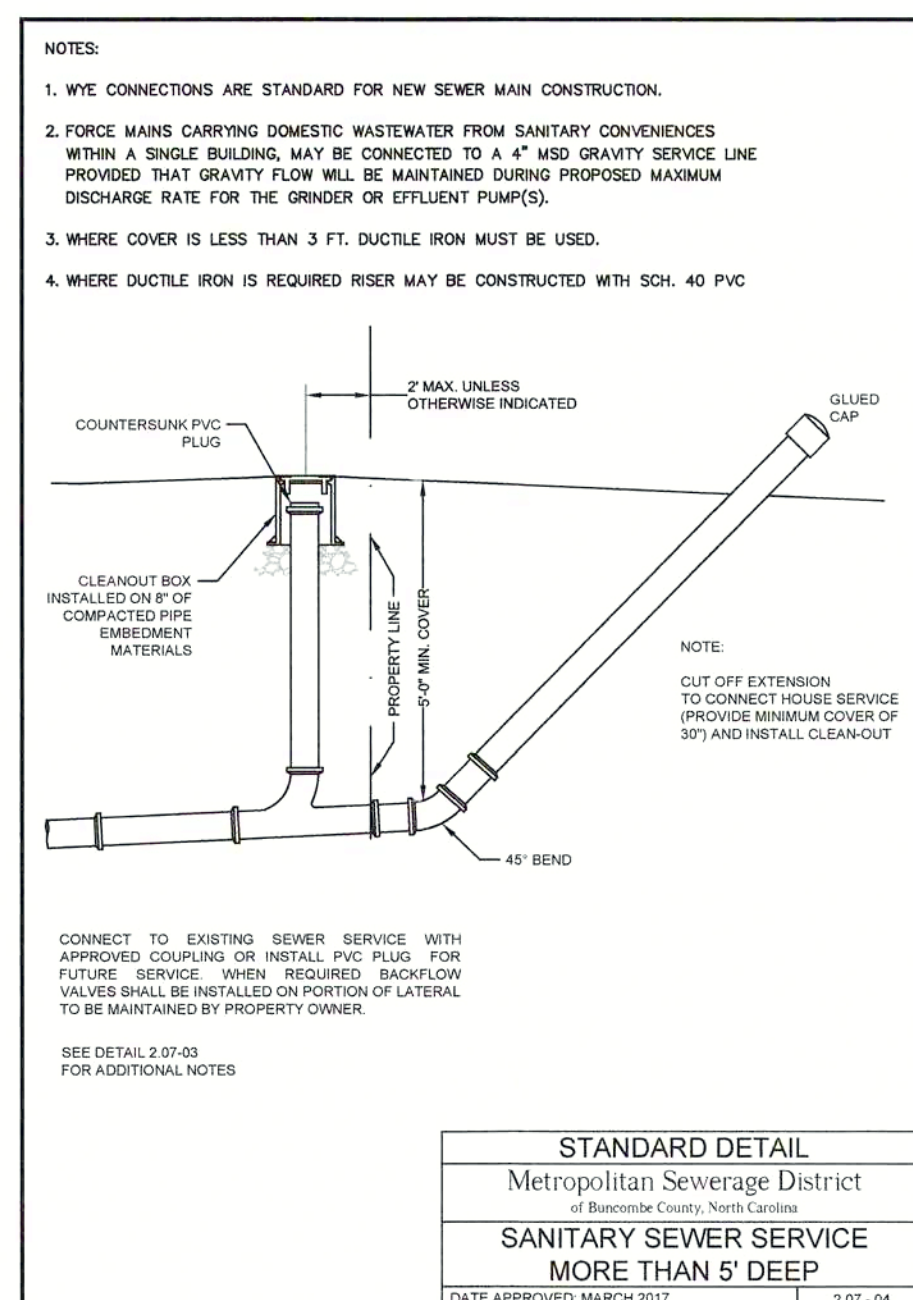 NOTES:
1. WYE CONNECTIONS ARE STANDARD FOR NEW SEWER MAIN CONSTRUCTION.
2. FORCE MAINS CARRYING DOMESTIC WASTEWATER FROM SANITARY CONVENIENCES
WITHIN A SINGLE BUILDING, MAY BE CONNECTED TO A 4" MSD GRAVITY SERVICE LINE
PROVIDED THAT GRAVITY FLOW WILL BE MAINTAINED DURING PROPOSED MAXIMUM
DISCHARGE RATE FOR THE GRINDER OR EFFLUENT PUMP(S).
3. WHERE COVER IS LESS THAN 3 FT. DUCTILE IRON MUST BE USED.
4. WHERE DUCTILE IRON IS REQUIRED RISER MAY BE CONSTRUCTED WITH SCH. 40 PVC
2' MAX. UNLESS
OTHERWISE INDICATED
GLUED
CAP
COUNTERSUNK PVC
PLUG
CLEANOUT BOX
INSTALLED ON 8" OF
COMPACTED PIPE
EMBEDMENT
MATERIALS
PROPERTY LINE
5'-0" MIN. COVER
NOTE:
CUT OFF EXTENSION
TO CONNECT HOUSE SERVICE
(PROVIDE MINIMUM COVER OF
30") AND INSTALL CLEAN-OUT
45° BEND
CONNECT TO EXISTING SEWER SERVICE WITH
APPROVED COUPLING OR INSTALL PVC PLUG FOR
FUTURE SERVICE. WHEN REQUIRED BACKFLOW
VALVES SHALL BE INSTALLED ON PORTION OF LATERAL
TO BE MAINTAINED BY PROPERTY OWNER.
SEE DETAIL 2.07-03
FOR ADDITIONAL NOTES
STANDARD DETAIL
Metropolitan Sewerage District
of Buncombe County, North Carolina
SANITARY SEWER SERVICE
MORE THAN 5' DEEP
DATE APPROVED: MARCH 2017
2.07 - 04